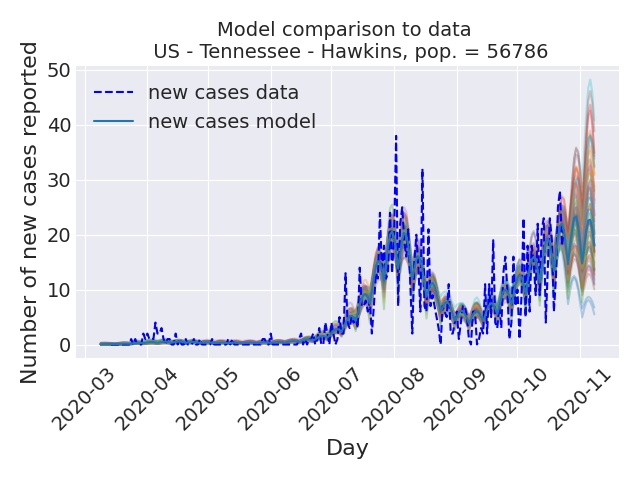 Model comparison to data
US - Tennessee - Hawkins, pop. = 56786
Number of new cases reported
50
40
30
20
10
0
new cases data
new cases model
2020-03
2020-04
2020-05
2020-06
2020-07
2020-08
2020-09
2020-10
2020-11
Day